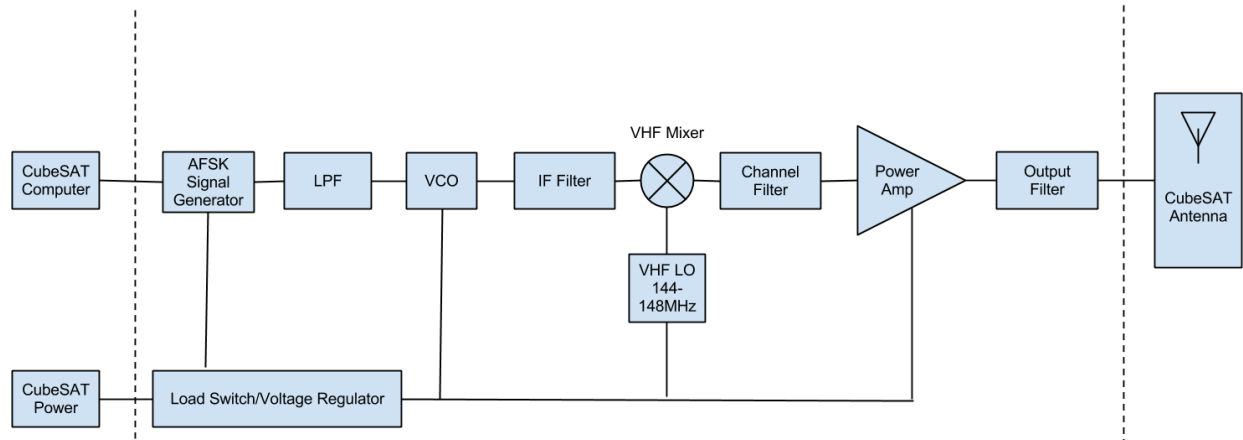 VHF Mixer
CubeSAT
Computer
AFSK
Signal
Generator
LPF
VCO
IF Filter
Channel
Filter
Power
Amp
Output
Filter
CubeSAT
Antenna
VHF LO
144-
148MHz
CubeSAT
Power
Load Switch/Voltage Regulator